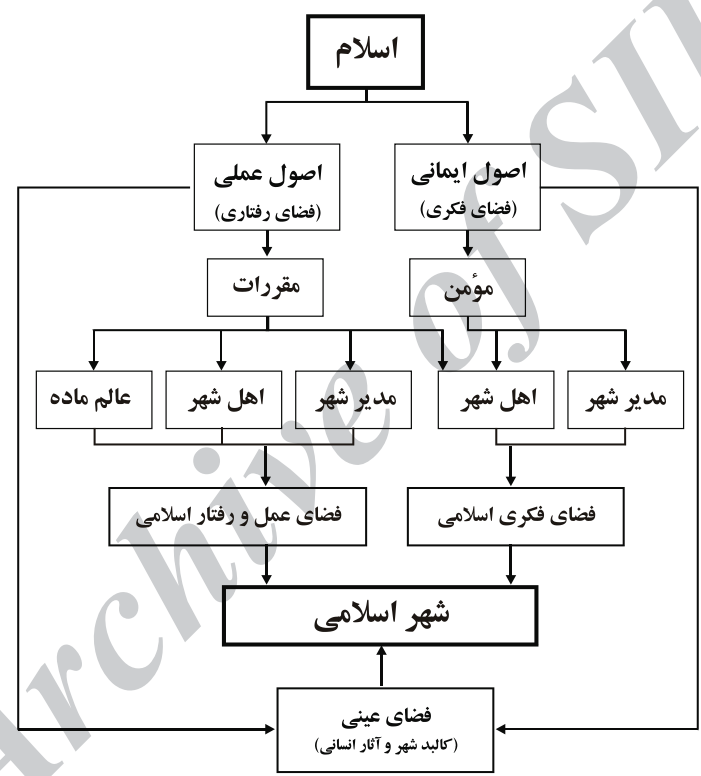 اسلام
اصول ایمانی
(فضای فکری)
اصول عملی
(فضای رفتاری)
مؤمن
مقررات
مدیر شهر
اهل شهر
مدیر شهر
اهل شهر
عالم ماده
فضای فکری اسلامی
فضای عمل و رفتار اسلامی
شهر اسلامی
فضای عینی
(کالبد شهر و آثار انسانی)
Archive of SID